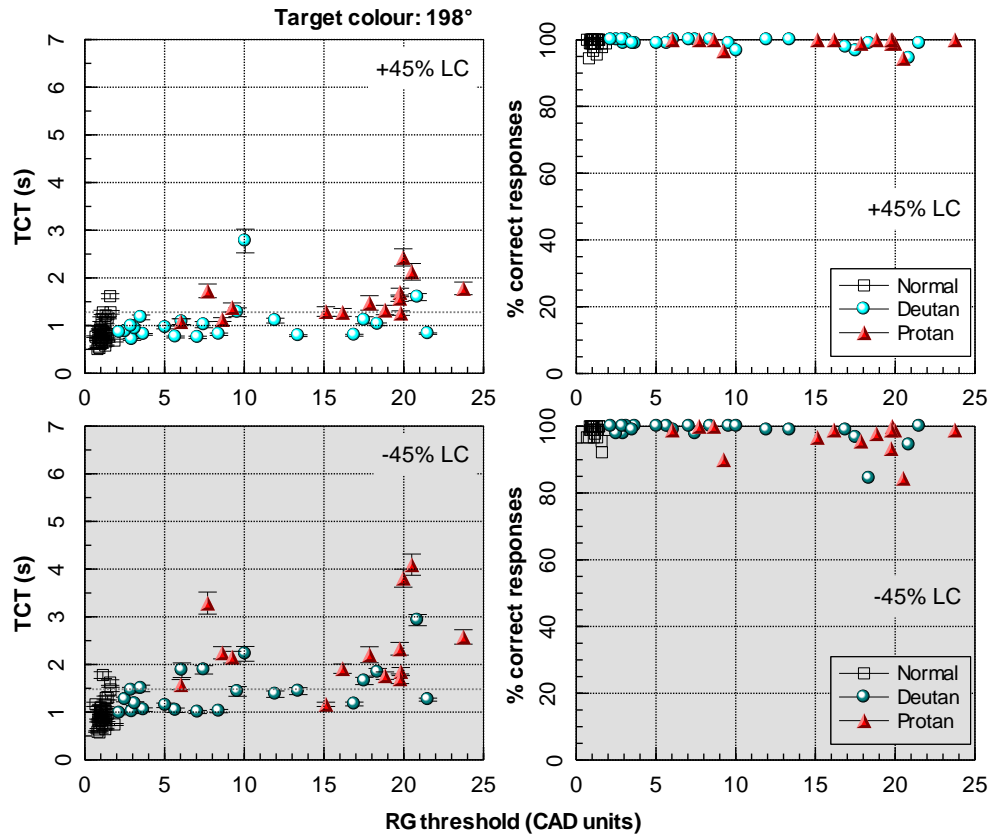 Target colour: 198°
7
6
5
4
3
2
1
0
TCT (s)
+45% LC
0 5 10 15 20 25
100
80
60
40
20
0
% correct responses
+45% LC
Normal
Deutan
Protan
0 5 10 15 20 25
7
6
5
4
3
2
1
0
TCT (s)
-45% LC
0 5 10 15 20 25
100
80
60
40
20
0
% correct responses
-45% LC
Normal
Deutan
Protan
0 5 10 15 20 25
RG threshold (CAD units)